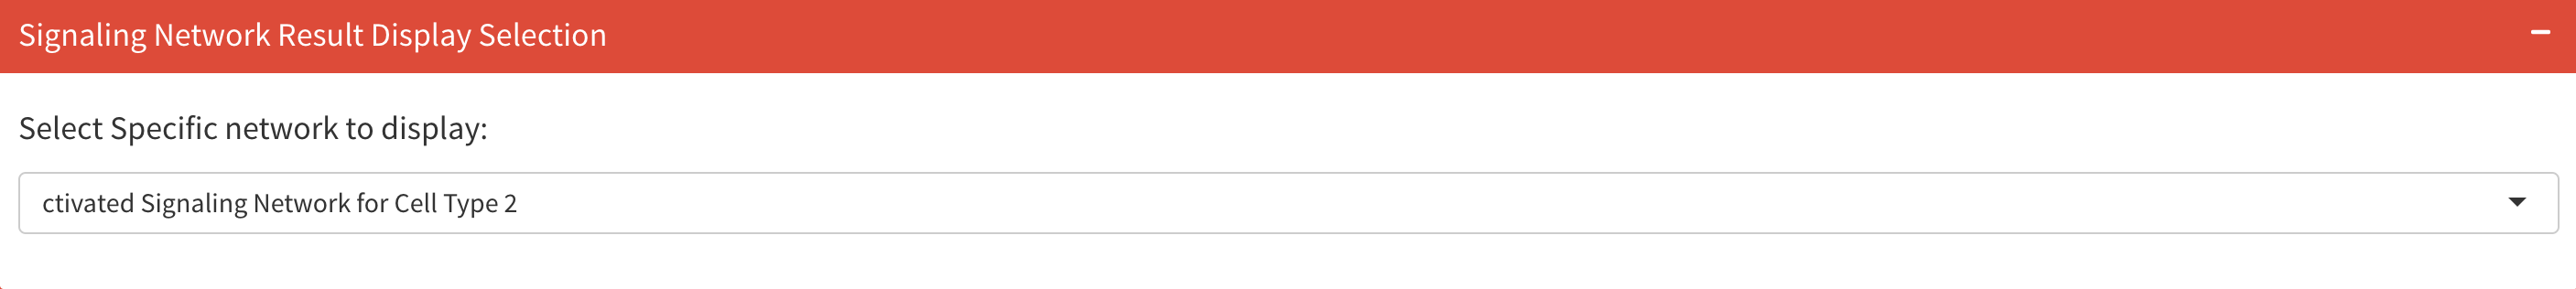 Signaling Network Result Display Selection
Select Specific network to display:
ctivated Signaling Network for Cell Type 2